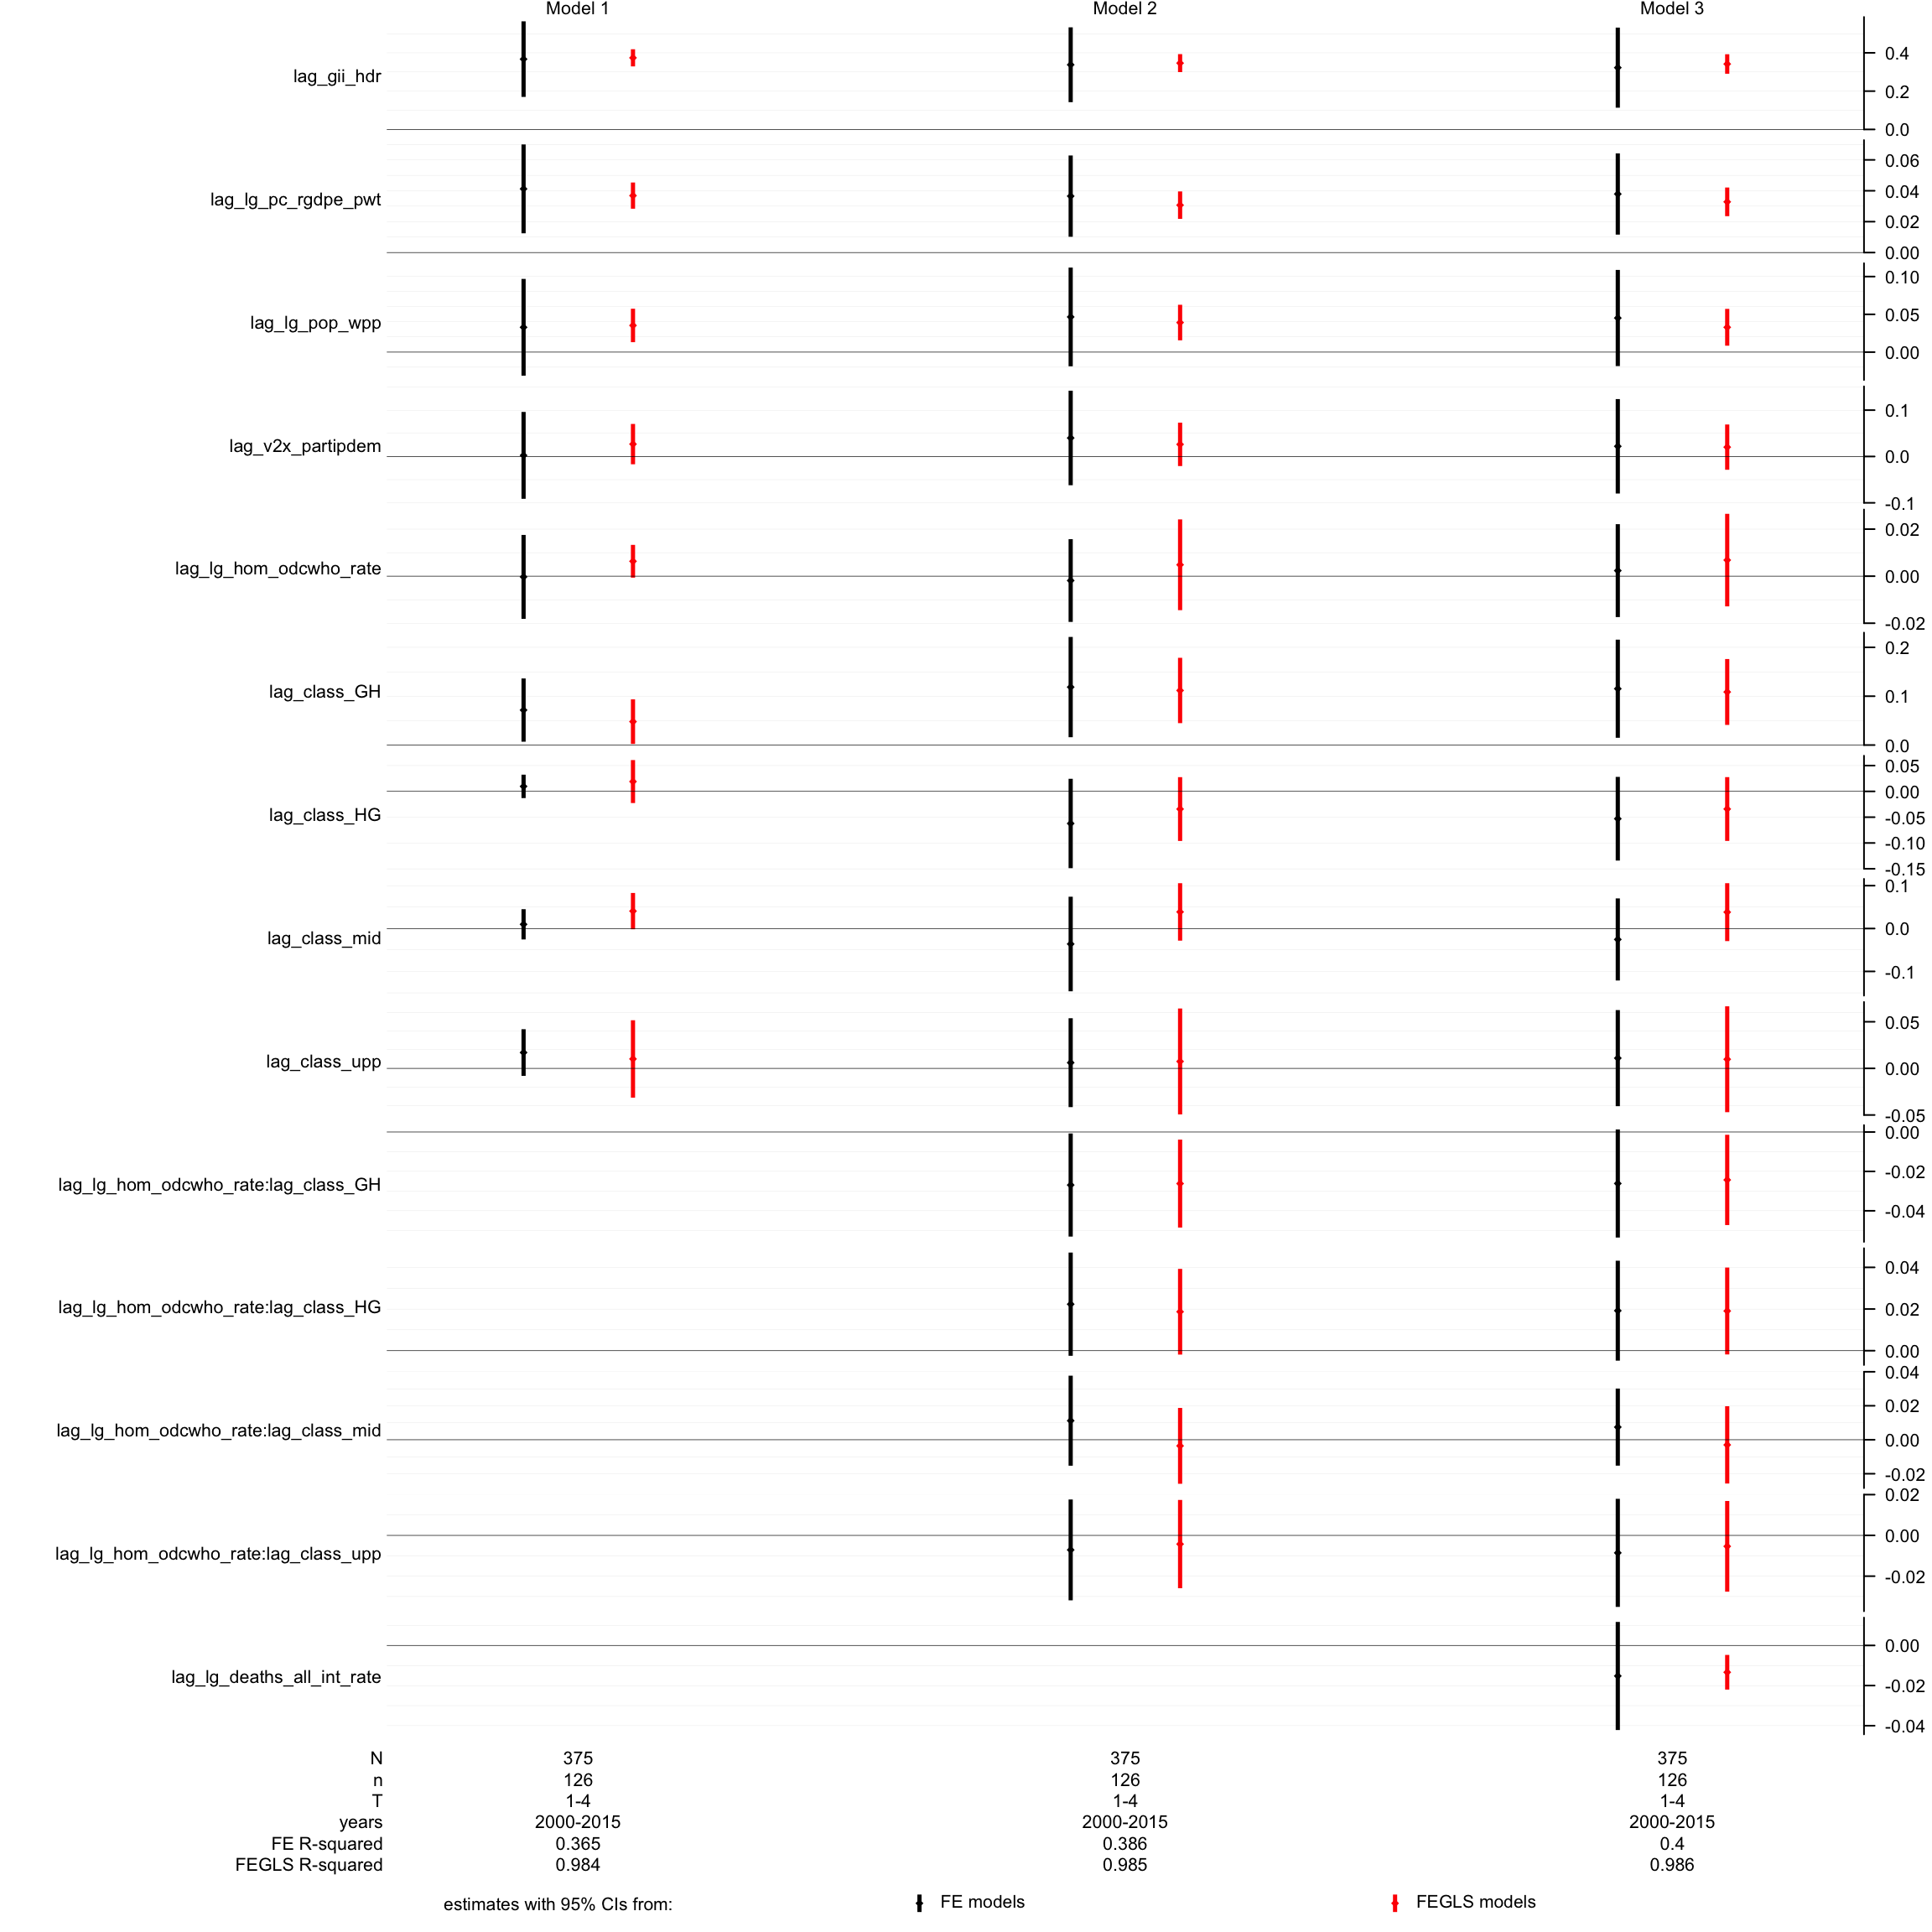 Model 1 Model 2 Model 3
lag_gii_hdr
0.4
0.2
0.0
lag_lg_pc_rgdpe_pwt
0.06
0.04
0.02
0.00
lag_lg_pop_wpp
0.10
0.05
0.00
lag_v2x_partipdem
0.1
0.0
-0.1
lag_lg_hom_odcwho_rate
0.02
0.00
-0.02
lag_class_GH
0.2
0.1
0.0
lag_class_HG
0.05
0.00
-0.05
-0.10
-0.15
lag_class_mid
0.1
0.0
-0.1
lag_class_upp
0.05
0.00
-0.05
lag_lg_hom_odcwho_rate:lag_class_GH
0.00
-0.02
-0.04
lag_lg_hom_odcwho_rate:lag_class_HG
0.04
0.02
0.00
lag_lg_hom_odcwho_rate:lag_class_mid
0.04
0.02
0.00
-0.02
lag_lg_hom_odcwho_rate:lag_class_upp
0.02
0.00
-0.02
lag_lg_deaths_all_int_rate
0.00
-0.02
-0.04
N 375 375 375
n 126 126 126
T 1-4 1-4 1-4
years 2000-2015 2000-2015 2000-2015
FE R-squared 0.365 0.386 0.4
FEGLS R-squared 0.984 0.985 0.986
estimates with 95% CIs from: FE models FEGLS models